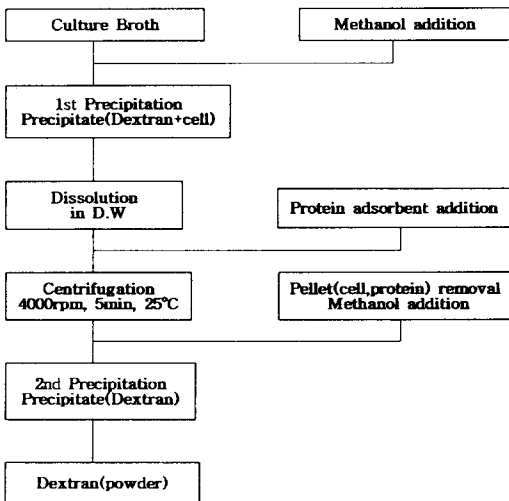 Culture Broth
Methanol addition
1st Precipitation
Precipitate(Dextran+cell)
Dissolution
in D.W
Protein adsorbent addition
Centrifugation
4000rpm, 5min, 25℃
Pellet(cell,protein) removal
Methanol addition
2nd Precipitation
Precipitate(Dextran)
Dextran(powder)